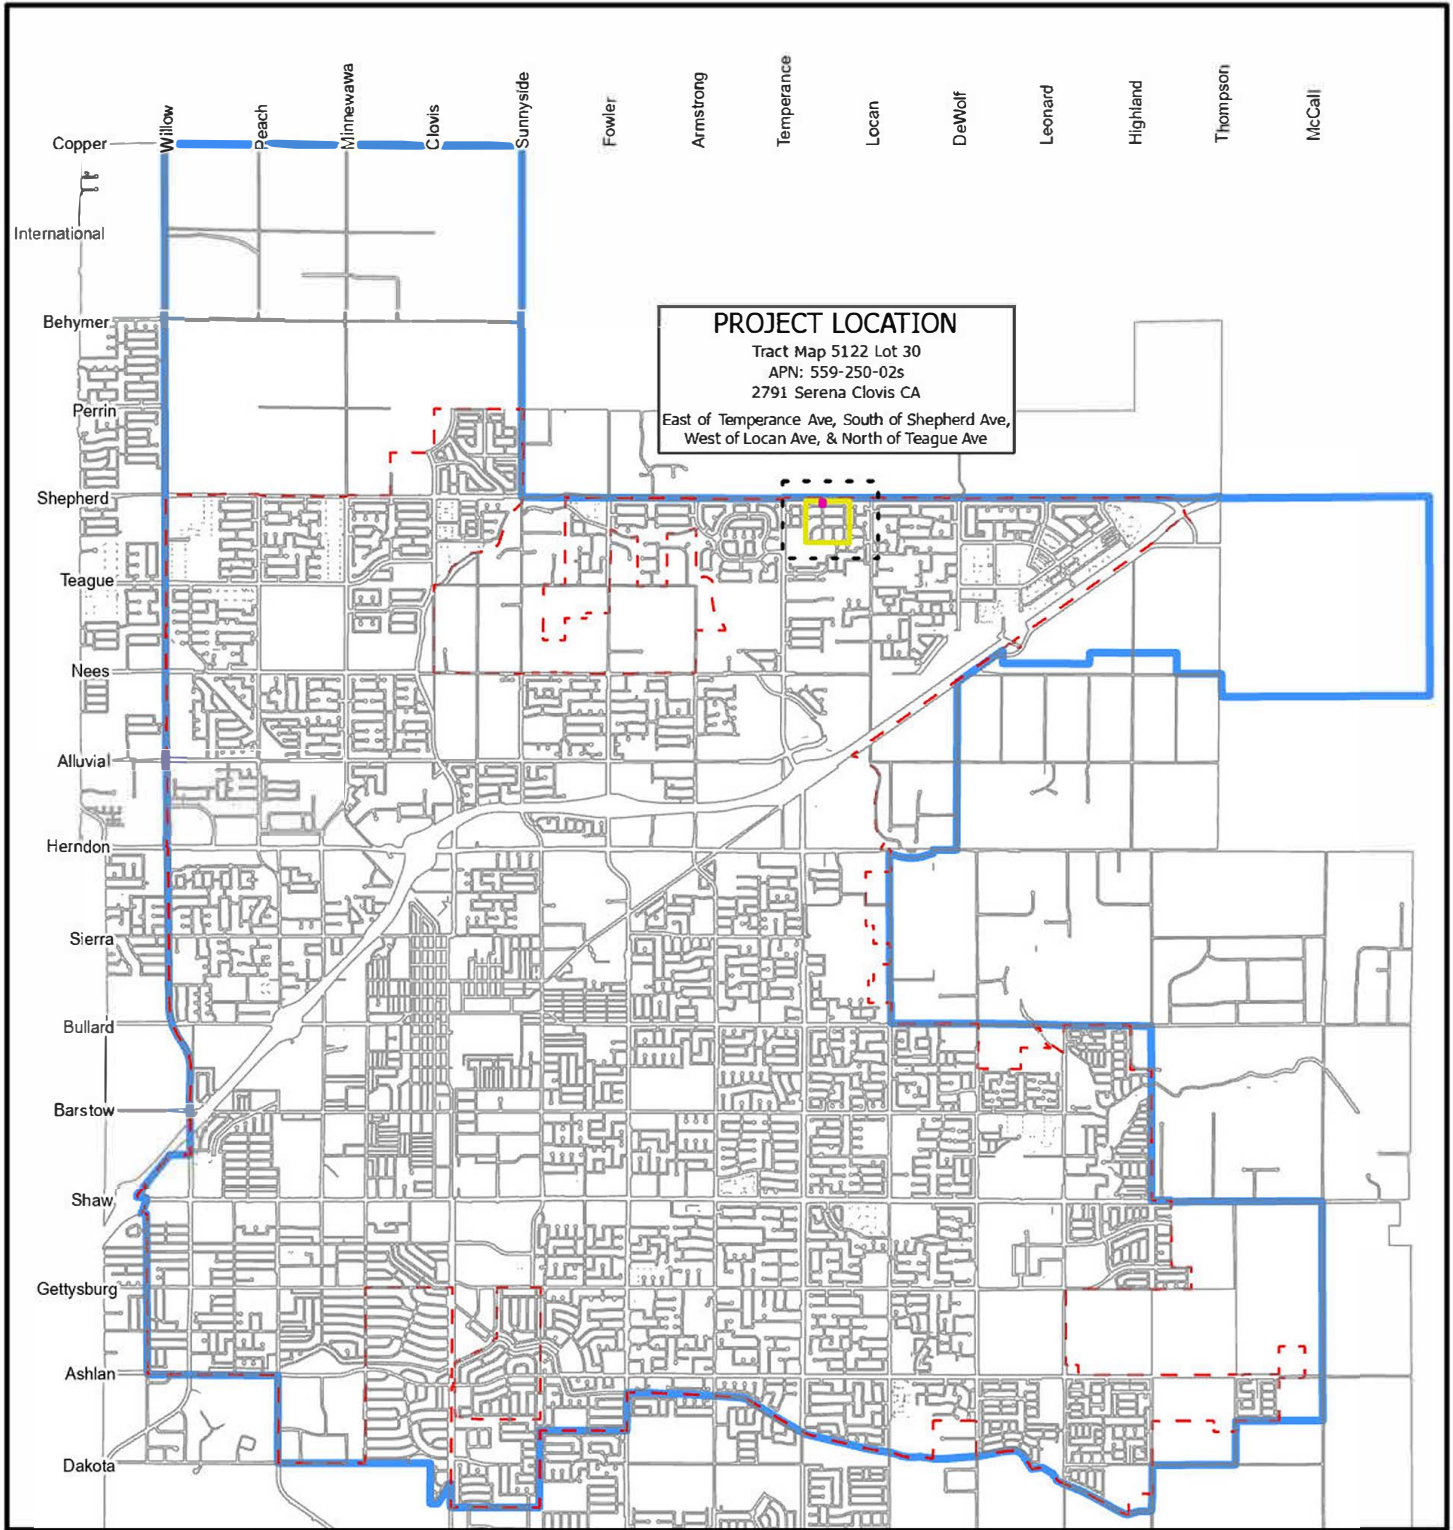 Willow
Peach
Minnewawa
Clovis
Sunnyside
Fowler
Armstrong
Temperance
Locan
DeWolf
Leonard
Highland
Thompson
McCall
Copper
International
Behymer
Perrin
Shepherd
Teague
Nees
Alluvial
Herndon
Sierra
Bullard
Barstow
Shaw
Gettysburg
Ashlan
Dakota
PROJECT LOCATION
Tract Map 5122 Lot 30
APN: 559-250-02s
2791 Serena Clovis CA
East of Temperance Ave, South of Shepherd Ave,
West of Locan Ave, & North of Teague Ave